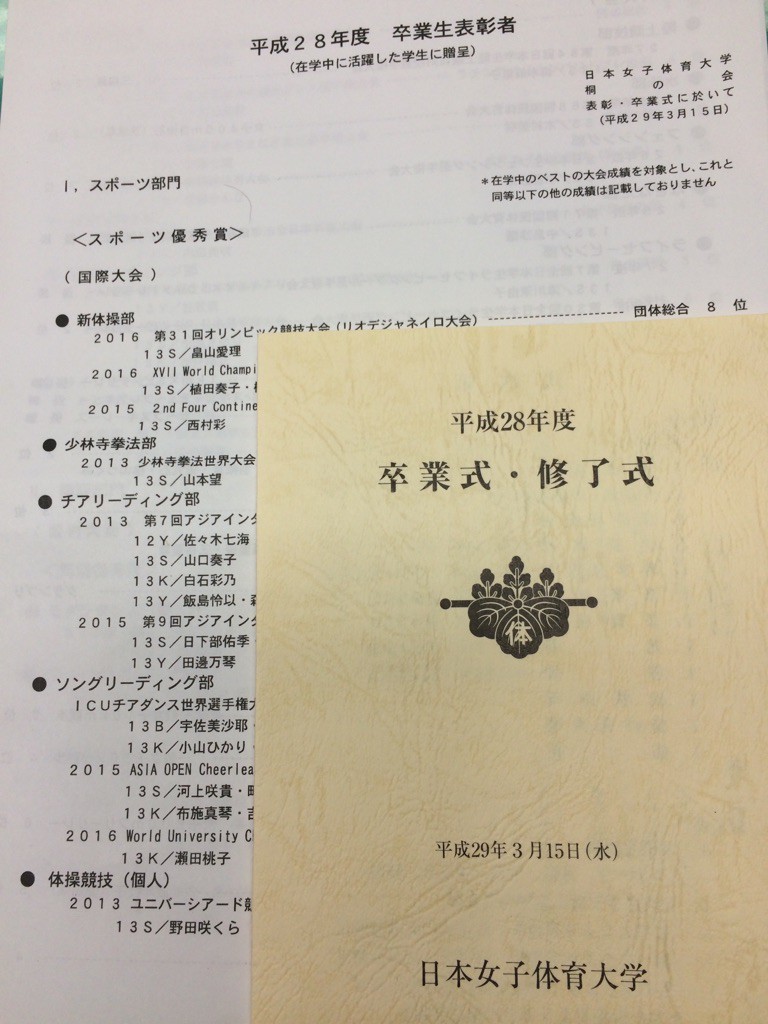 平成２８年度　卒業生表彰者
（在学中に活躍した学生に贈呈）
日本女子体育大学
桐の会
表彰・卒業式に於いて
（平成２９年３月１５日）
Ⅰ，スポーツ部門
＊在学中のベストの大会成績を対象とし、これと
同等以下の他の成績は記載しておりません
＜スポーツ優秀賞＞
（国際大会）
● 新体操部
２０１６　第３１回オリンピック競技大会（リオデジャネイロ大会）------------------------ 団体総合　８　位
１３Ｓ／畠山愛理
２０１６　XVII World Champi
１３Ｓ／植田奏子・
２０１５　2nd Four Contine
１３Ｓ／西村彩
● 少林寺拳法部
２０１３　少林寺拳法世界大会
１３Ｓ／山本望
● チアリーディング部
２０１３　第７回アジアイン
１２Ｙ／佐々木七海
１３Ｓ／山口奏子
１３Ｋ／白石彩乃
１３Ｙ／飯島怜以・
２０１５　第９回アジアイン
１３Ｓ／日下部佑季
１３Ｙ／田邊万琴
● ソングリーディング部
ＩＣＵチアダンス世界選手権
１３Ｂ／宇佐美沙耶・
１３Ｋ／小山ひかり・
２０１５ ASIA OPEN Cheerlea
１３Ｓ／河上咲貴・
１３Ｋ／布施真琴・
２０１６ World University C
１３Ｋ／瀬田桃子
● 体操競技（個人）
２０１３ ユニバーシアード
１３Ｓ／野田咲くら
平成28年度
卒業式・修了式
体
平成29年３月15日（水）
日本女子体育大学